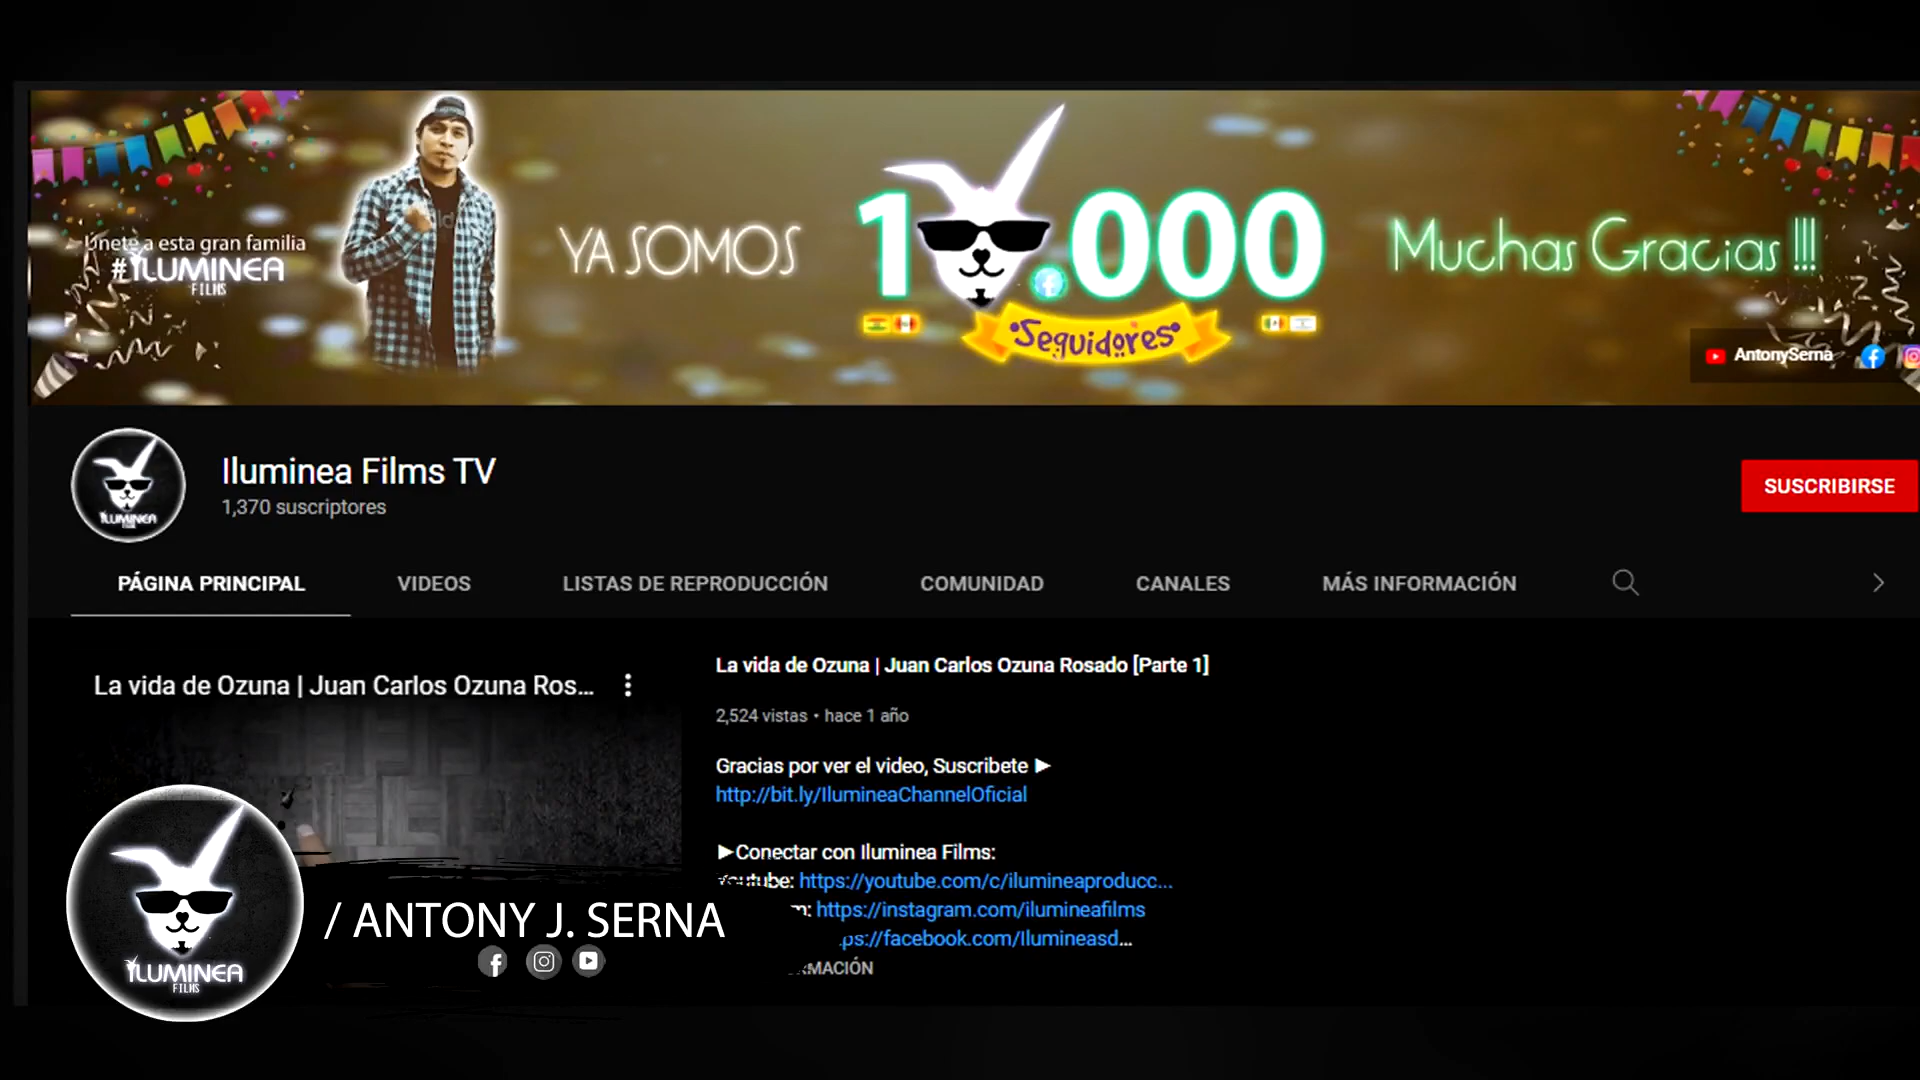 Únete a esta gran familia
#ILUMINEA
FILMS
YA SOMOS
1 .000
Seguidores
Muchas Gracias !!!
AntonySerna
Iluminea Films TV
1,370 suscriptores
SUSCRIBIRSE
ILUMINEA
PÁGINA PRINCIPAL
VIDEOS
LISTAS DE REPRODUCCIÓN
COMUNIDAD
CANALES
MÁS INFORMACIÓN
La vida de Ozuna | Juan Carlos Ozuna Ros...
La vida de Ozuna | Juan Carlos Ozuna Rosado [Parte 1]
2,524 vistas • hace 1 año
Gracias por ver el video, Suscribete ►
http://bit.ly/IlumineaChannelOficial
►Conectar con Iluminea Films:
Youtube: https://youtube.com/c/ilumineaproducc...
m: https://instagram.com/ilumineafilms
ps://facebook.com/Ilumineasd...
RMACIÓN
/ ANTONY J. SERNA
ILUMINEA
FILMS